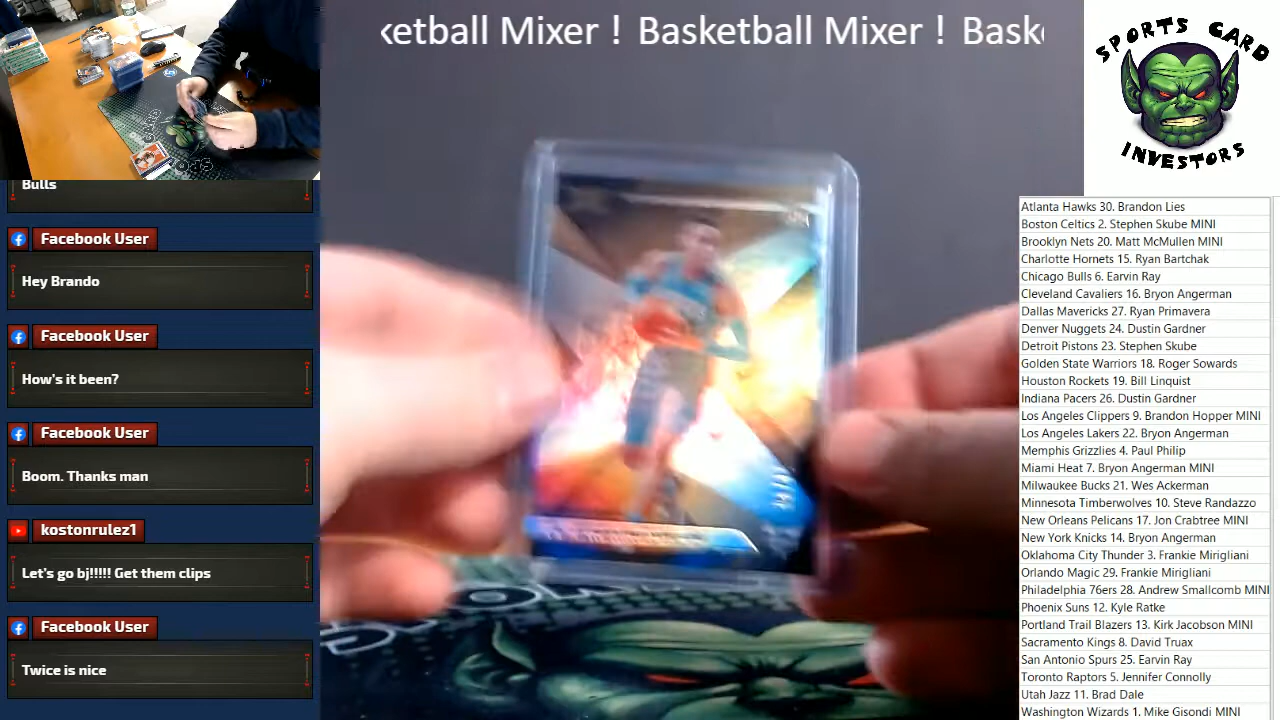 ketball Mixer ! Basketball Mixer ! Bask
SPORTS CARD
INVESTORS
Bulls
Facebook User
Hey Brando
Facebook User
How's it been?
Facebook User
Boom. Thanks man
kostonrulez1
Let's go bj!!!!! Get them clips
Facebook User
Twice is nice
Atlanta Hawks 30. Brandon Lies
Boston Celtics 2. Stephen Skube MINI
Brooklyn Nets 20. Matt McMullen MINI
Charlotte Hornets 15. Ryan Bartchak
Chicago Bulls 6. Earvin Ray
Cleveland Cavaliers 16. Bryon Angerman
Dallas Mavericks 27. Ryan Primavera
Denver Nuggets 24. Dustin Gardner
Detroit Pistons 23. Stephen Skube
Golden State Warriors 18. Roger Sowards
Houston Rockets 19. Bill Linquist
Indiana Pacers 26. Dustin Gardner
Los Angeles Clippers 9. Brandon Hopper MINI
Los Angeles Lakers 22. Bryon Angerman
Memphis Grizzlies 4. Paul Philip
Miami Heat 7. Bryon Angerman MINI
Milwaukee Bucks 21. Wes Ackerman
Minnesota Timberwolves 10. Steve Randazzo
New Orleans Pelicans 17. Jon Crabtree MINI
New York Knicks 14. Bryon Angerman
Oklahoma City Thunder 3. Frankie Mirigliani
Orlando Magic 29. Frankie Mirigliani
Philadelphia 76ers 28. Andrew Smallcomb MINI
Phoenix Suns 12. Kyle Ratke
Portland Trail Blazers 13. Kirk Jacobson MINI
Sacramento Kings 8. David Truax
San Antonio Spurs 25. Earvin Ray
Toronto Raptors 5. Jennifer Connolly
Utah Jazz 11. Brad Dale
Washington Wizards 1. Mike Gisondi MINI